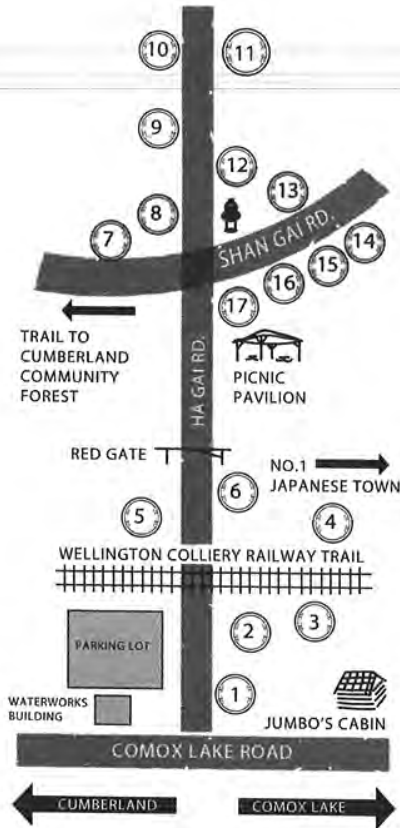 10
11
9
12
13
8
7
SHAN GAI RD.
14
15
16
17
TRAIL TO
CUMBERLAND
COMMUNITY
FOREST
HA GAI RD.
PICNIC
PAVILION
RED GATE
NO.1
JAPANESE TOWN
6
5
4
WELLINGTON COLLIERY RAILWAY TRAIL
3
2
PARKING LOT
1
WATERWORKS
BUILDING
JUMBO'S CABIN
COMOX LAKE ROAD
CUMBERLAND
COMOX LAKE